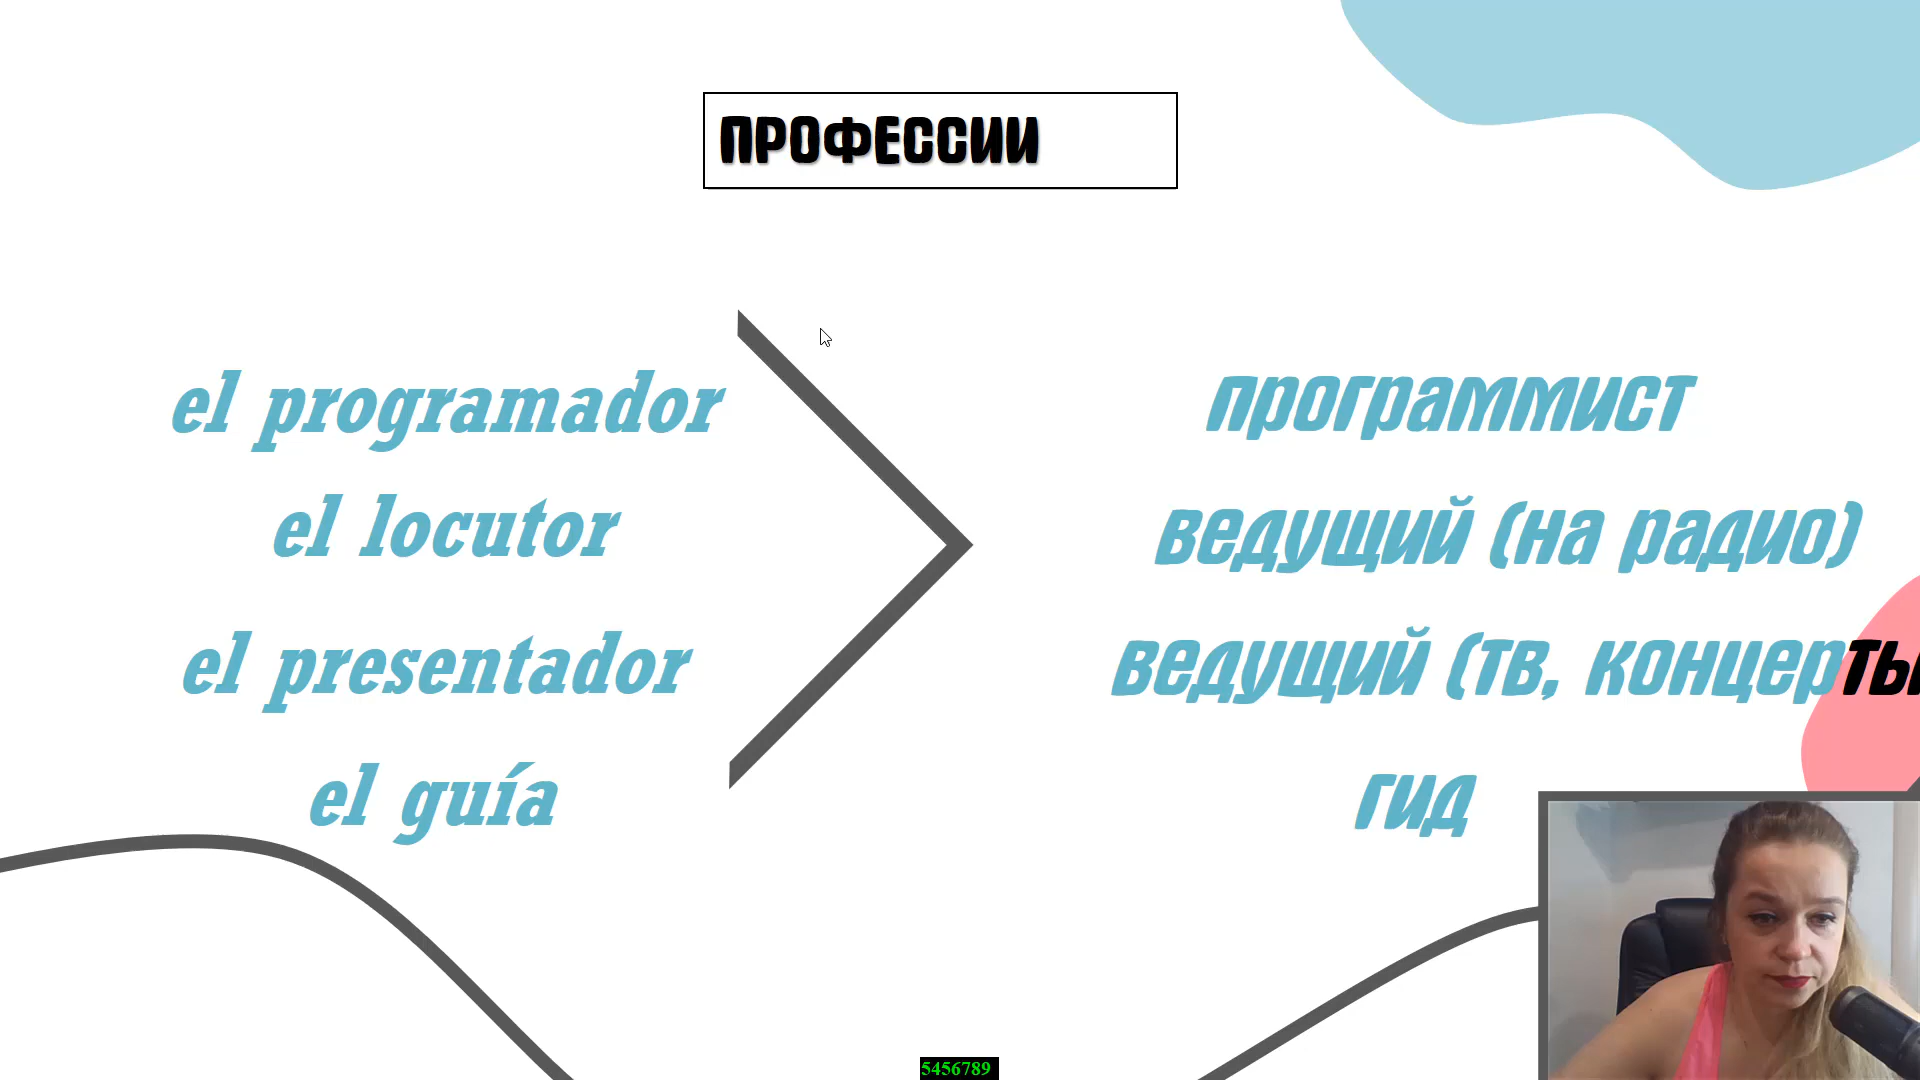 ПРОФЕССИИ
el programador
программист
el locutor
ведущий (на радио)
el presentador
ведущий (тв, концерты
el guía
гид
5456789